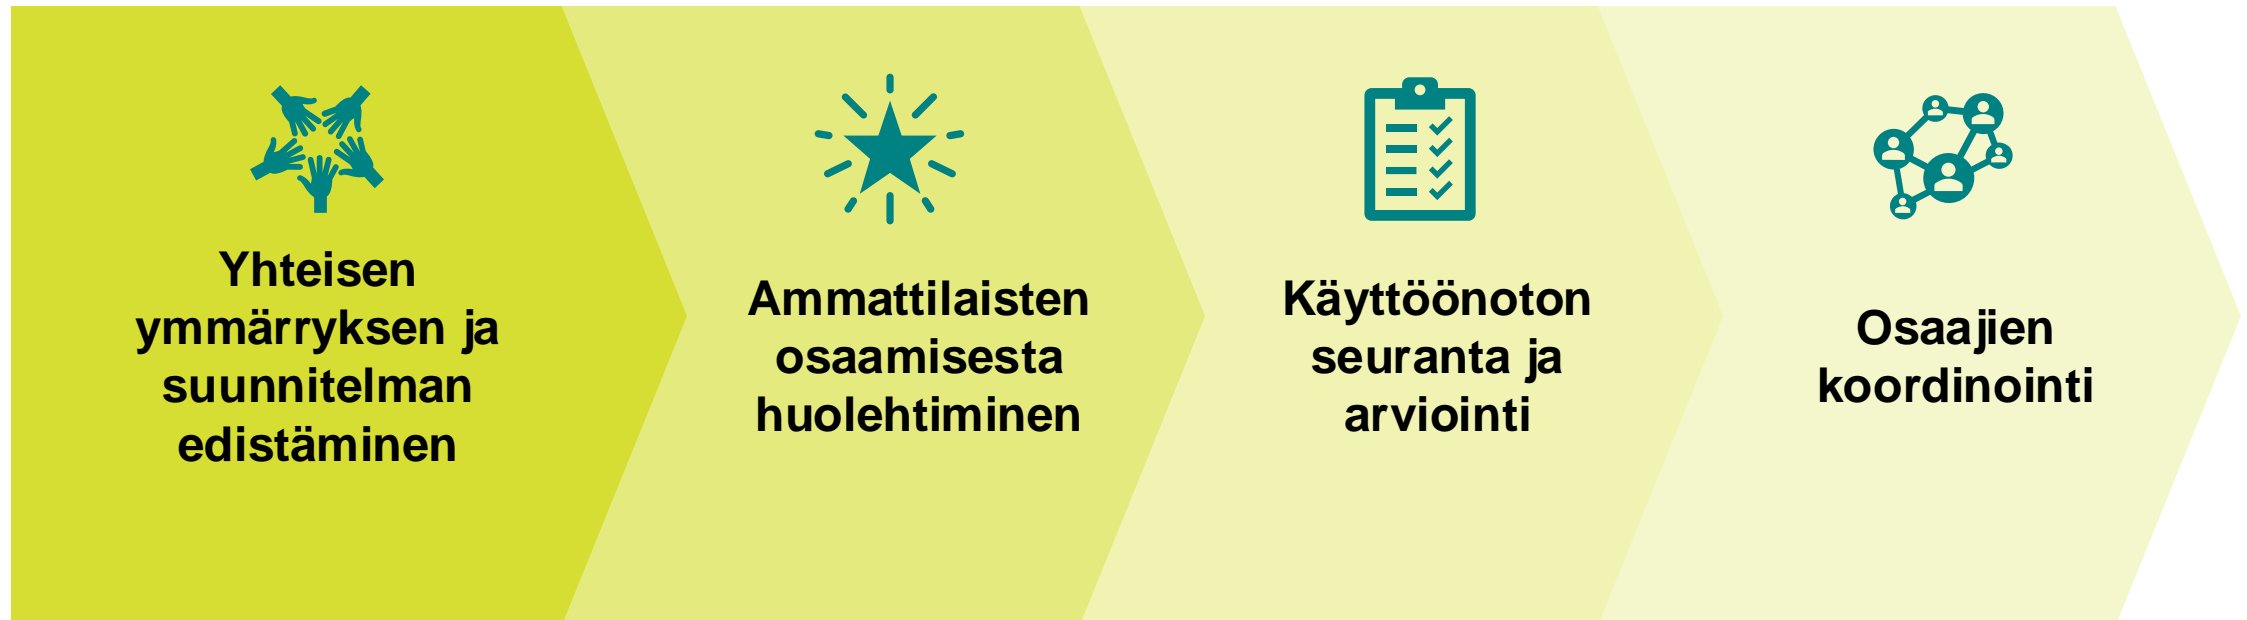 Yhteisen
ymmärryksen ja
suunnitelman
edistäminen
Ammattilaisten
osaamisesta
huolehtiminen
Käyttöönoton
seuranta ja
arviointi
Osaajien
koordinointi